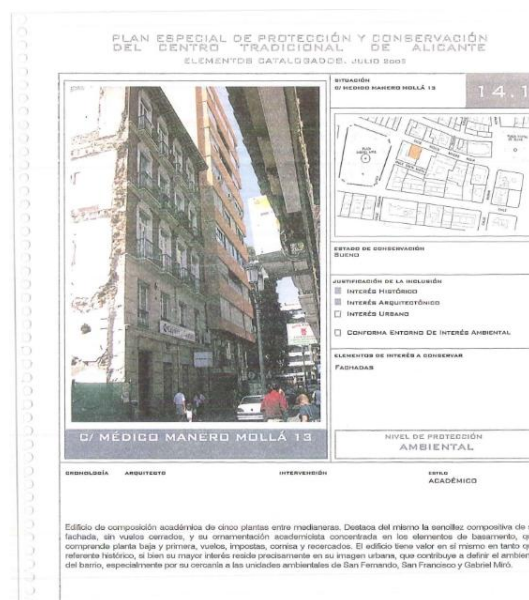 PLAN ESPECIAL DE PROTECCIÓN Y CONSERVACIÓN
DEL CENTRO TRADICIONAL DE ALICANTE
ELEMENTOS CATALOGADOS. JULIO
SITUACIÓN
C/ MÉDICO MANERO MOLLÁ 13
14.1
ESTADO DE CONSERVACIÓN
BUENO
JUSTIFICACIÓN DE LA INCLUSIÓN
INTERÉS HISTÓRICO
INTERÉS ARQUITECTÓNICO
INTERÉS URBANO
CONFORMA ENTORNO DE INTERÉS AMBIENTAL
ELEMENTOS DE INTERÉS A CONSERVAR
FACHADAS
C/ MÉDICO MANERO MOLLÁ 13
NIVEL DE PROTECCIÓN
AMBIENTAL
CRONOLOGÍA ARQUITECTO INTERVENCIÓN ESTILO
ACADÉMICO
Edificio de composición académica de cinco plantas entre medianeras. Destaca del mismo la sencillez compositiva de
fachada, sin vuelos cerrados, y su ornamentación academicista concentrada en los elementos de basamento,
comprende planta baja y primera, vuelos, impostas, cornisa y recercados. El edificio tiene valor en sí mismo en tanto
referente histórico, si bien su mayor interés reside precisamente en su imagen urbana, que contribuye a definir el
del barrio, especialmente por su cercanía a las unidades ambientales de San Fernando, San Francisco y Gabriel Miró.